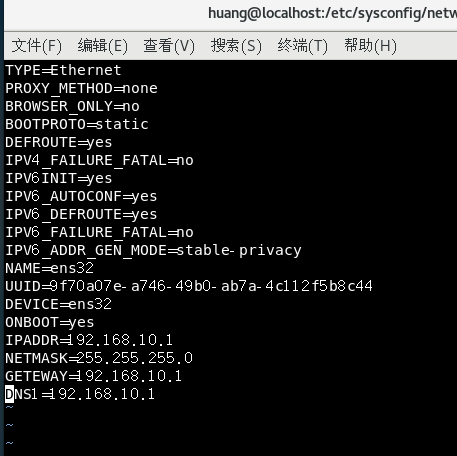 huang@localhost:/etc/sysconfig/netw
文件(F) 编辑(E) 查看(V) 搜索(S) 终端(T) 帮助(H)
TYPE=Ethernet
PROXY_METHOD=none
BROWSER_ONLY=no
BOOTPROTO=static
DEFROUTE=yes
IPV4_FAILURE_FATAL=no
IPV6INIT=yes
IPV6_AUTOCONF=yes
IPV6_DEFROUTE=yes
IPV6_FAILURE_FATAL=no
IPV6_ADDR_GEN_MODE=stable-privacy
NAME=ens32
UUID=9f70a07e-a746-49b0-ab7a-4c112f5b8c44
DEVICE=ens32
ONBOOT=yes
IPADDR=192.168.10.1
NETMASK=255.255.255.0
GETEWAY=192.168.10.1
DNS1=192.168.10.1
~
~
~